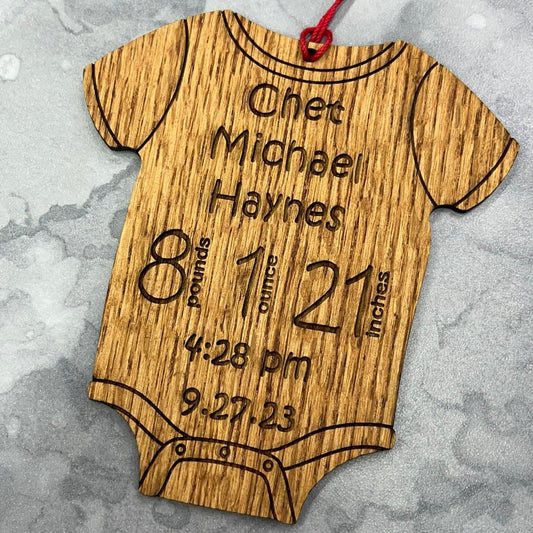 Chet
Michael
Haynes
8 pounds 1 ounce 21 inches
4:28 pm
9.27.23